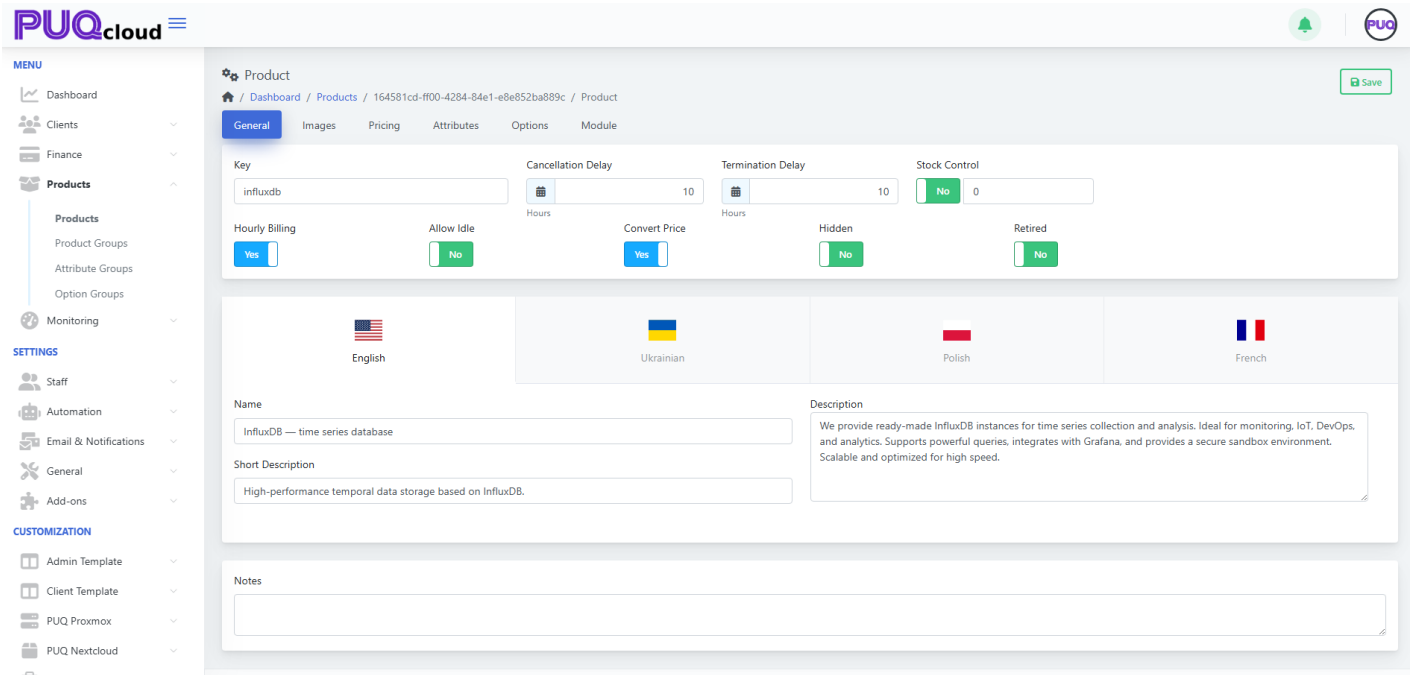 PUQcloud
PUQ
MENU
Dashboard
Clients
Finance
Products
Products
Product Groups
Attribute Groups
Option Groups
Monitoring
SETTINGS
Staff
Automation
Email & Notifications
General
Add-ons
CUSTOMIZATION
Admin Template
Client Template
PUQ Proxmox
PUQ Nextcloud
Product
Save
/ Dashboard / Products / 164581cd-ff00-4284-84e1-e8e852ba889c / Product
General Images Pricing Attributes Options Module
Key Cancellation Delay Termination Delay Stock Control
influxdb 10 10 No 0
Hours Hours
Hourly Billing Allow Idle Convert Price Hidden Retired
Yes No Yes No No
English Ukrainian Polish French
Name
InfluxDB — time series database
Short Description
High-performance temporal data storage based on InfluxDB.
Description
We provide ready-made InfluxDB instances for time series collection and analysis. Ideal for monitoring, IoT, DevOps,
and analytics. Supports powerful queries, integrates with Grafana, and provides a secure sandbox environment.
Scalable and optimized for high speed.
Notes